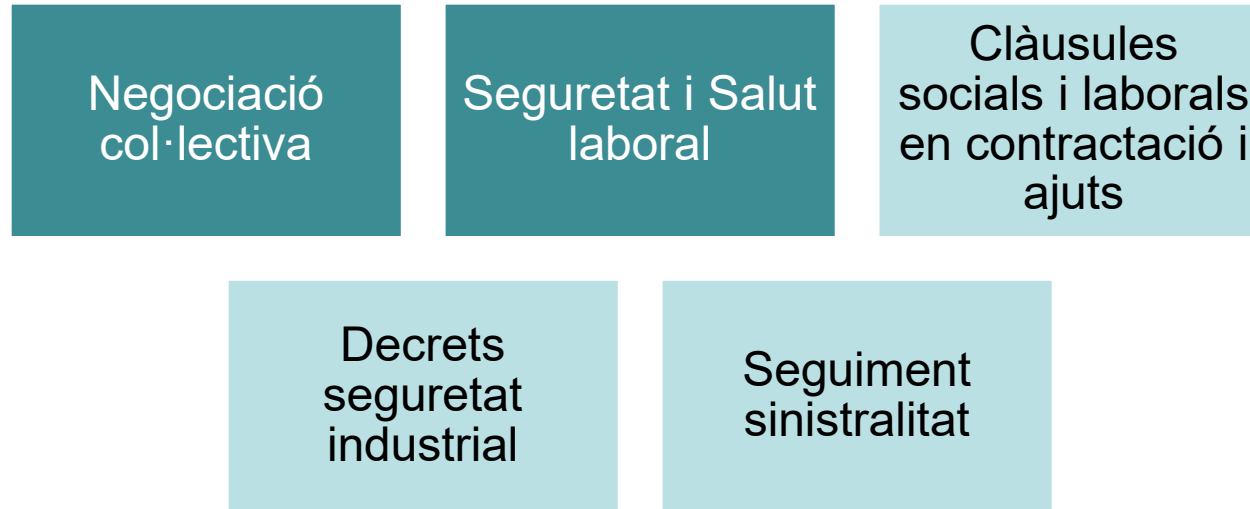 Negociació
col·lectiva
Seguretat i Salut
laboral
Clàusules
socials i laborals
en contractació i
ajuts
Decrets
seguretat
industrial
Seguiment
sinistralitat